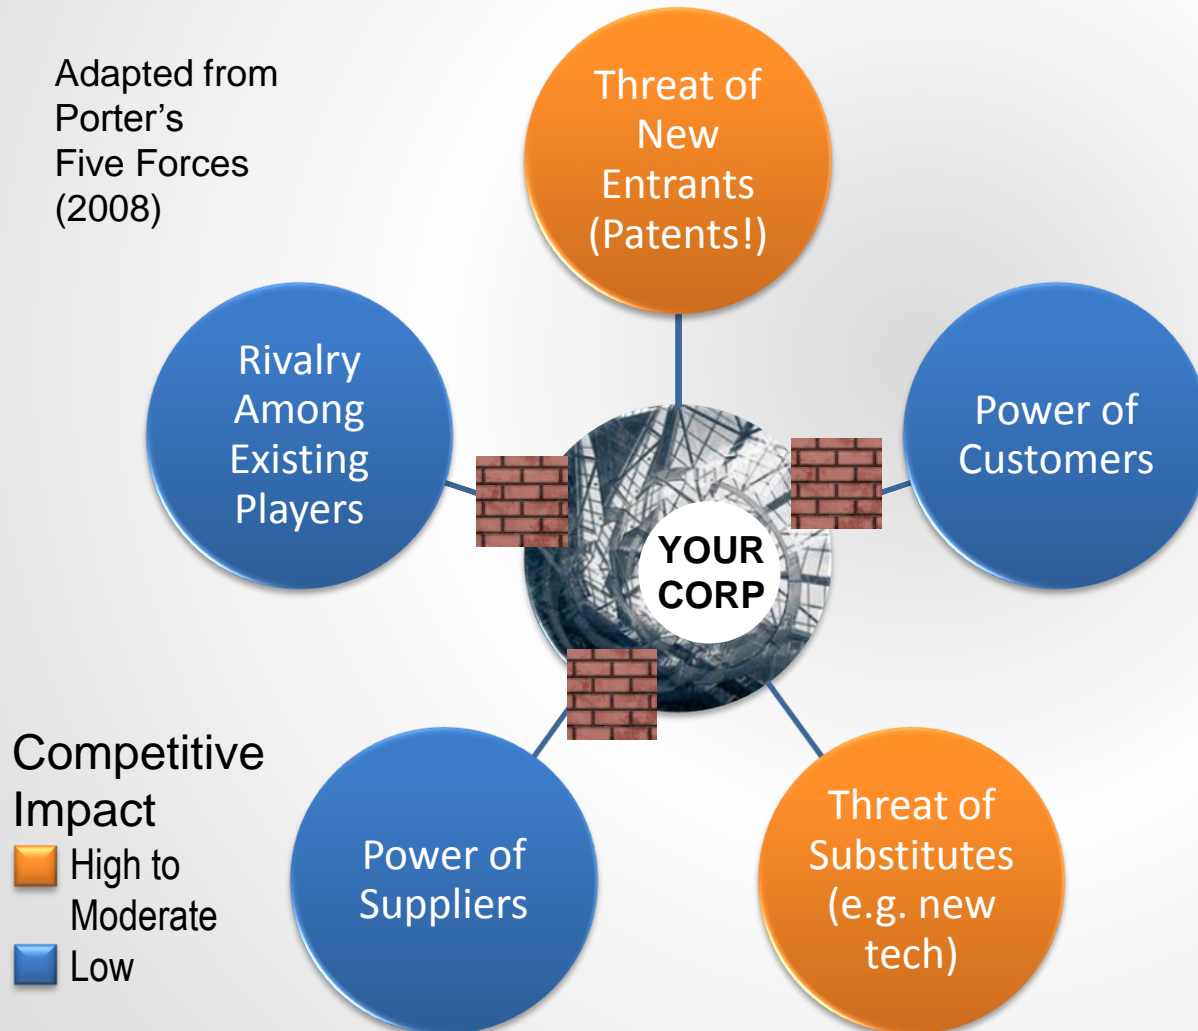 Adapted from
Porter’s
Five Forces
(2008)
Threat of
New
Entrants
(Patents!)
Rivalry
Among
Existing
Players
Power of
Customers
YOUR
CORP
Competitive
Impact
High to
Moderate
Low
Power of
Suppliers
Threat of
Substitutes
(e.g. new
tech)